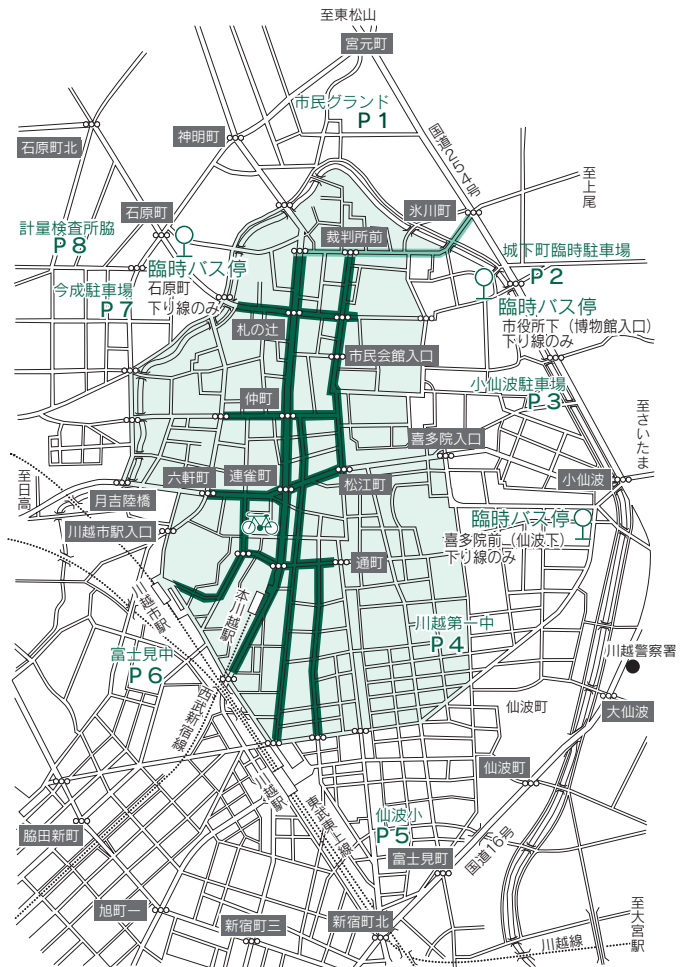 至東松山
宮元町
市民グランド
P 1
国道254号
神明町
石原町北
至上尾
石原町
氷川町
計量検査所脇
P 8
裁判所前
城下町臨時駐車場
P 2
臨時バス停
石原町
下り線のみ
今成駐車場
P 7
臨時バス停
市役所下（博物館入口）
下り線のみ
札の辻
市民会館入口
小仙波駐車場
P 3
仲町
至さいたま
喜多院入口
至日高
六軒町
連雀町
松江町
小仙波
月吉陸橋
川越市駅入口
臨時バス停
喜多院前（仙波下）
下り線のみ
通町
川越市駅
本川越駅
川越第一中
P 4
富士見中
P 6
川越警察署
西武新宿線
仙波町
大仙波
仙波町
川越駅
東武東上線
仙波小
P 5
脇田新町
富士見町
国道16号
旭町一
新宿町三
新宿町北
川越線
至大宮駅